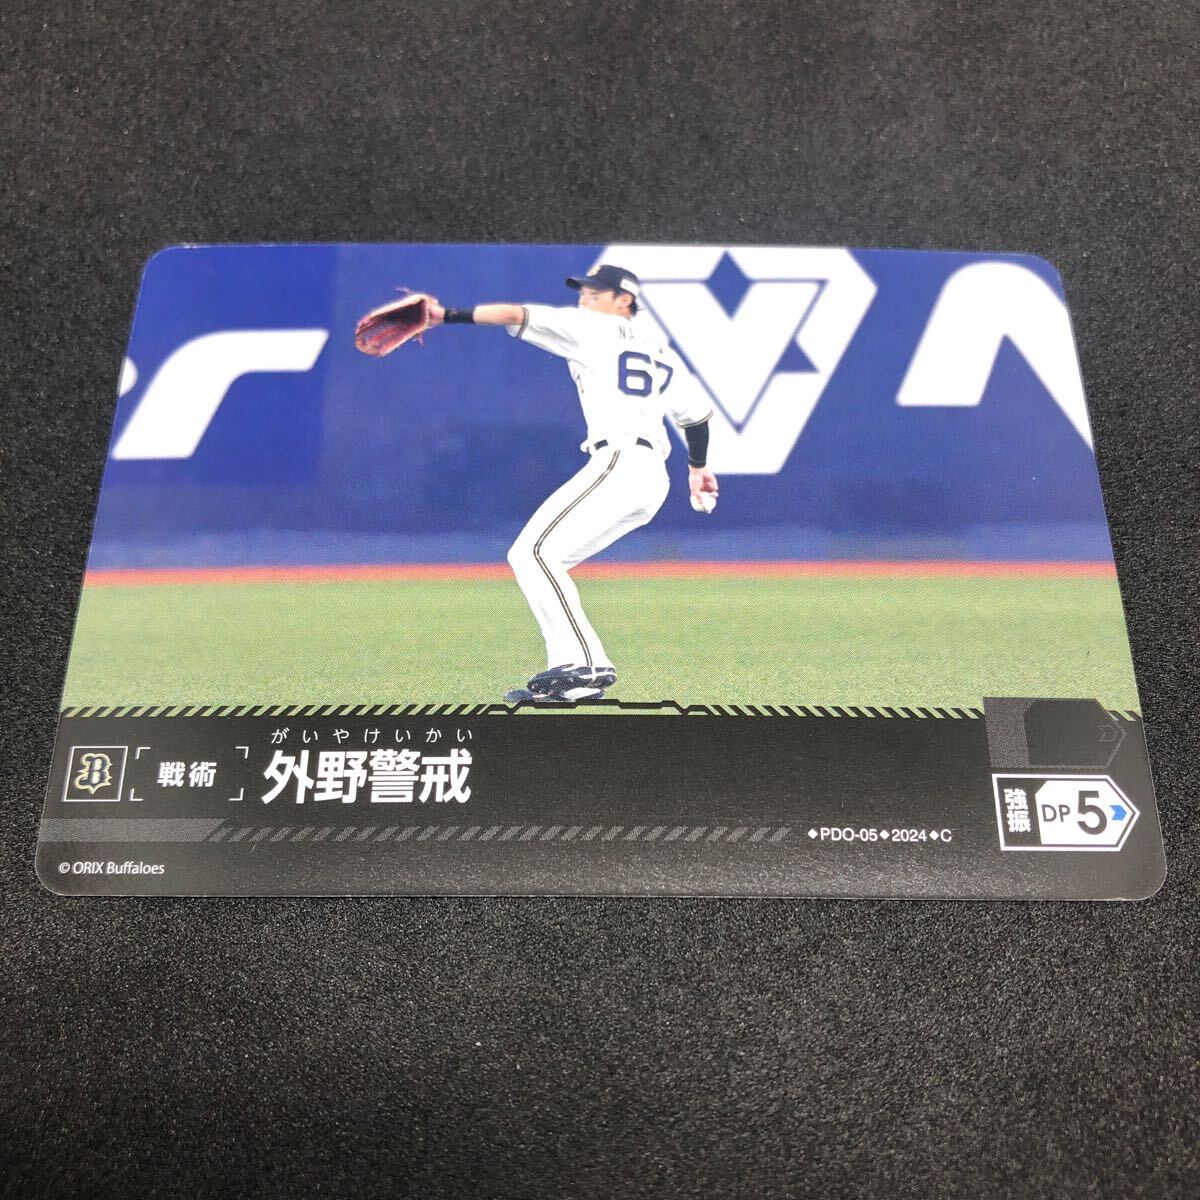 67
がいやけいかい
戦術
外野警戒
強振
DP 5
◆PDO-05◆2024◆C
© ORIX Buffaloes
B